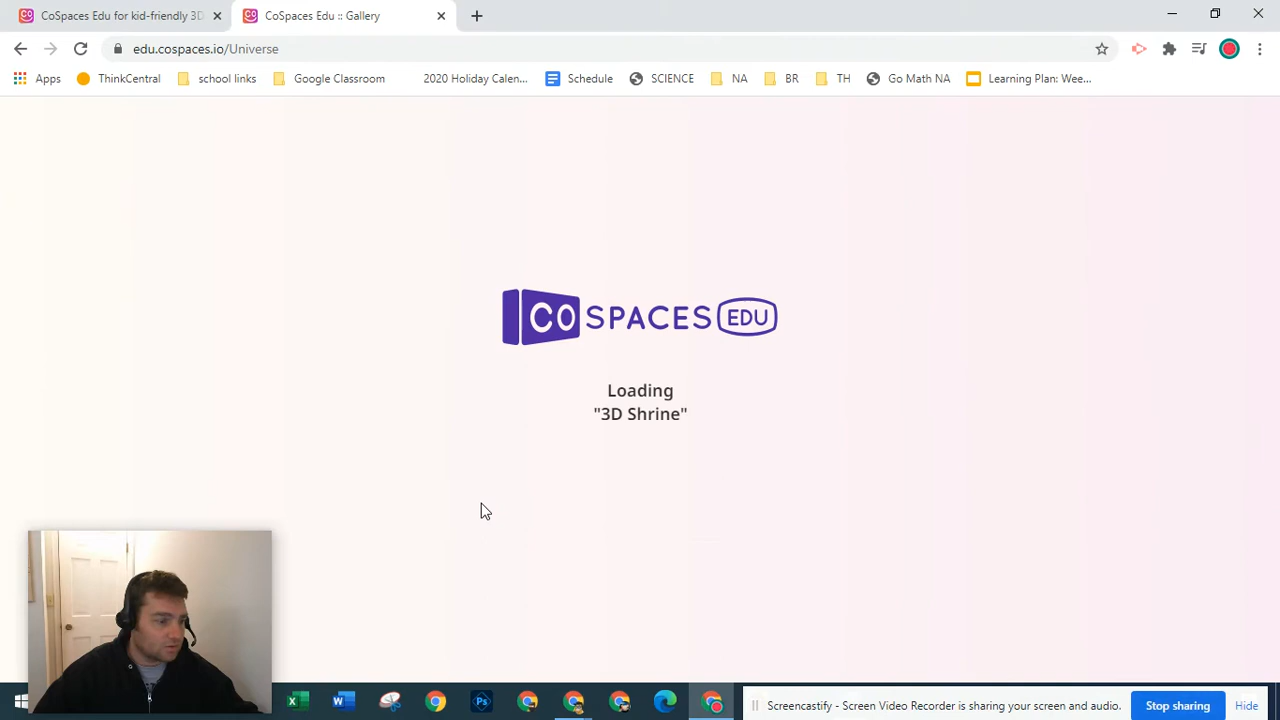 CoSpaces Edu for kid-friendly 3D
CoSpaces Edu :: Gallery
edu.cospaces.io/Universe
Apps
ThinkCentral
school links
Google Classroom
2020 Holiday Calen...
Schedule
SCIENCE
NA
BR
TH
Go Math NA
Learning Plan: Wee...
COSPACES EDU
Loading
"3D Shrine"
Screencastify - Screen Video Recorder is sharing your screen and audio.
Stop sharing
Hide